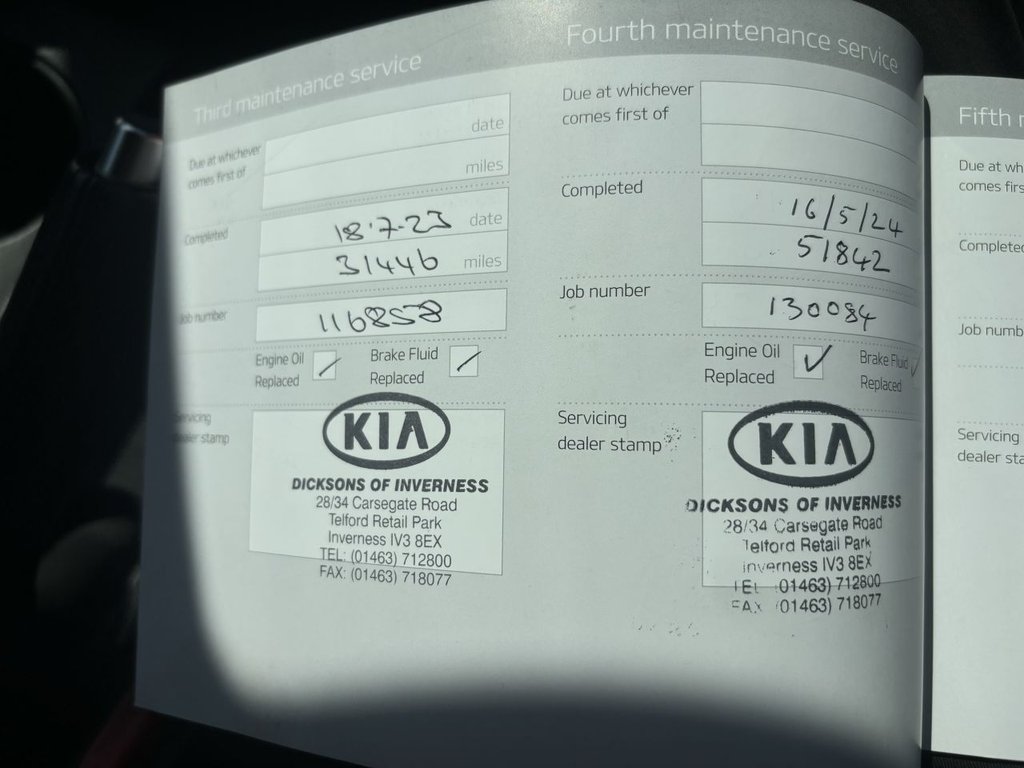 Third maintenance service
Due at whichever
comes first of
date
miles
Completed
18.7.23 date
31446 miles
Job number
116858
Engine Oil
Replaced
Brake Fluid
Replaced
Servicing
dealer stamp
KIA
DICKSONS OF INVERNESS
28/34 Carsegate Road
Telford Retail Park
Inverness IV3 8EX
TEL: (01463) 712800
FAX: (01463) 718077
Fourth maintenance service
Due at whichever
comes first of
Completed
16/5/24
51842
Job number
130084
Engine Oil
Replaced
Brake Fluid
Replaced
Servicing
dealer stamp
KIA
DICKSONS OF INVERNESS
28/34 Carsegate Road
Telford Retail Park
Inverness IV3 8EX
TEL (01463) 712800
FAX (01463) 718077
Fifth
Due at wh
comes firs
Completed
Job numb
Servicing
dealer sta